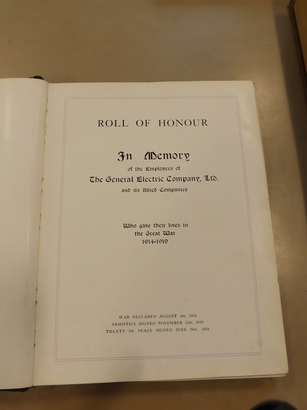 ROLL OF HONOUR
In Memory
of the Employees of
The General Electric Company, Ltd.
and its Allied Companies
Who gave their lives in
the Great War
1914-1919
WAR DECLARED AUGUST 4th, 1914
ARMISTICE SIGNED NOVEMBER 11th, 1918
TREATY OF PEACE SIGNED JUNE 28th, 1919